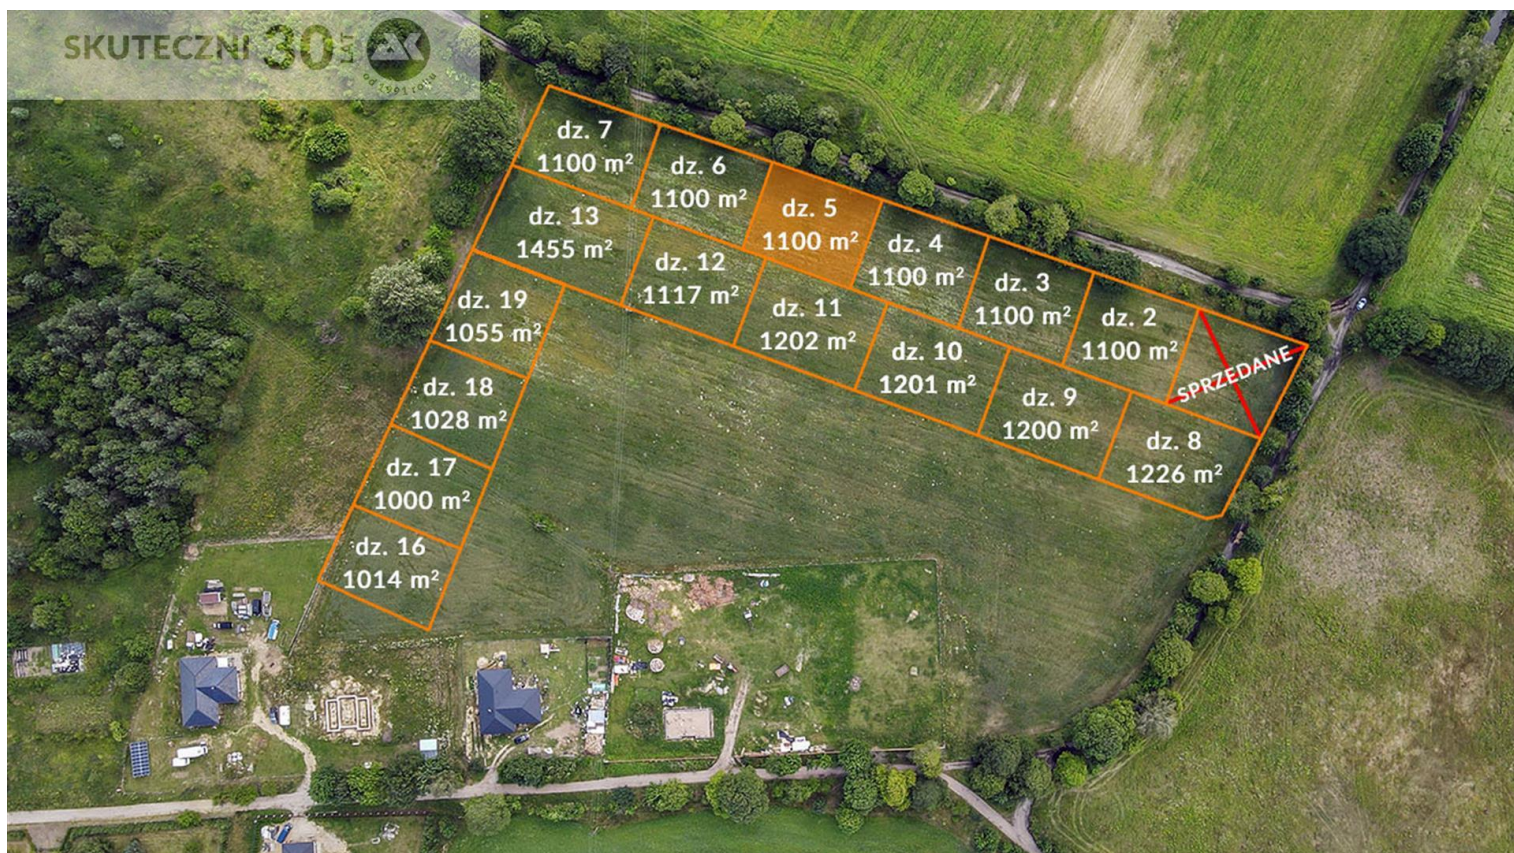 SKUTECZNI 30 LAT AK
dz. 7
1100 m²
dz. 6
1100 m²
dz. 5
1100 m²
dz. 4
1100 m²
dz. 3
1100 m²
dz. 2
1100 m²
SPRZEDANE
dz. 13
1455 m²
dz. 12
1117 m²
dz. 11
1202 m²
dz. 10
1201 m²
dz. 9
1200 m²
dz. 8
1226 m²
dz. 19
1055 m²
dz. 18
1028 m²
dz. 17
1000 m²
dz. 16
1014 m²